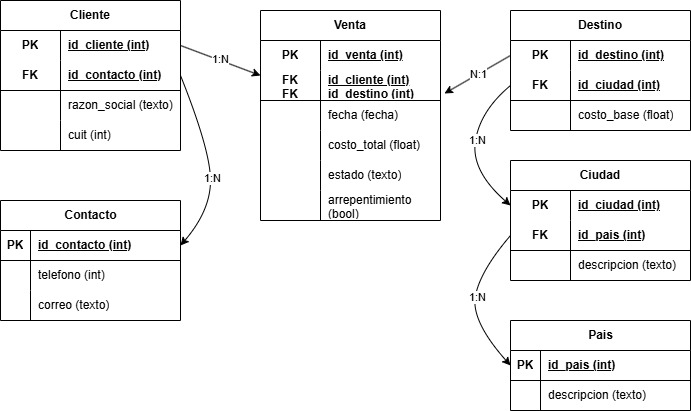 Cliente
PK id_cliente (int)
FK id_contacto (int)
razon_social (texto)
cuit (int)
1:N
1:N
Contacto
PK id_contacto (int)
telefono (int)
correo (texto)
Venta
PK id_venta (int)
FK id_cliente (int)
FK id_destino (int)
fecha (fecha)
costo_total (float)
estado (texto)
arrepentimiento
(bool)
N:1
Destino
PK id_destino (int)
FK id_ciudad (int)
costo_base (float)
1:N
Ciudad
PK id_ciudad (int)
FK id_pais (int)
descripcion (texto)
1:N
Pais
PK id_pais (int)
descripcion (texto)